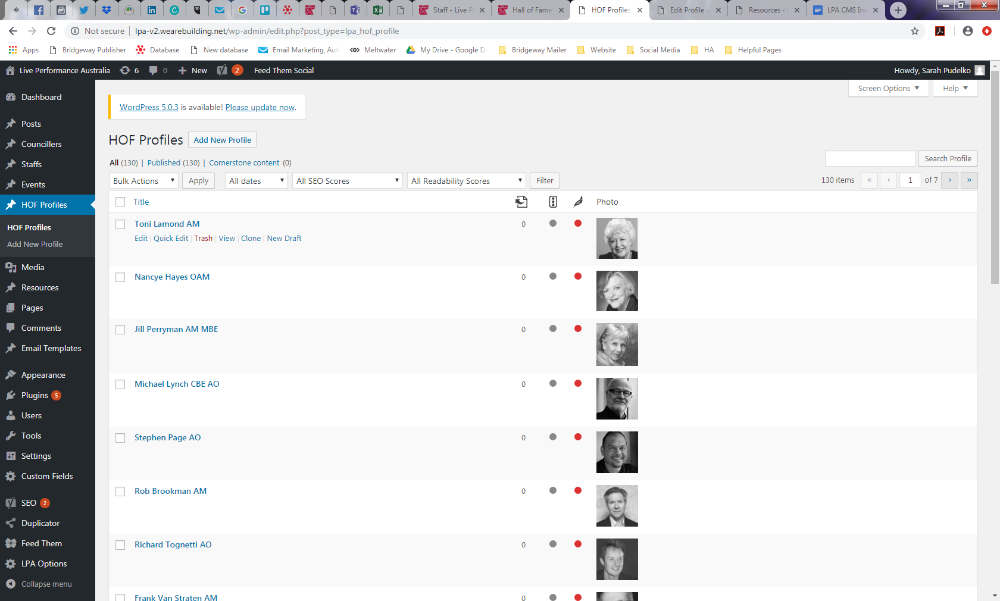 Staff - Live P
Hall of Fame
HOF Profiles
Edit Profile ‹
Resources ‹
LPA CMS Ins
Not secure | lpa-v2.wearebuilding.net/wp-admin/edit.php?post_type=lpa_hof_profile
Apps Bridgeway Publisher Database New database Email Marketing, Aut Meltwater My Drive - Google Dr Bridgeway Mailer Website Social Media HA Helpful Pages
Live Performance Australia 6 0 New 2 Feed Them Social Howdy, Sarah Pudelko
Screen Options Help
Dashboard
Posts
Councillers
Staffs
Events
HOF Profiles
HOF Profiles
Add New Profile
Media
Resources
Pages
Comments
Email Templates
Appearance
Plugins 5
Users
Tools
Settings
Custom Fields
SEO 2
Duplicator
Feed Them
LPA Options
Collapse menu
WordPress 5.0.3 is available! Please update now.
HOF Profiles Add New Profile
All (130) | Published (130) | Cornerstone content (0)
Search Profile
Bulk Actions Apply All dates All SEO Scores All Readability Scores Filter 130 items « ‹ 1 of 7 › »
Title Photo
Toni Lamond AM 0
Edit | Quick Edit | Trash | View | Clone | New Draft
Nancye Hayes OAM 0
Jill Perryman AM MBE 0
Michael Lynch CBE AO 0
Stephen Page AO 0
Rob Brookman AM 0
Richard Tognetti AO 0
Frank Van Straten AM 0